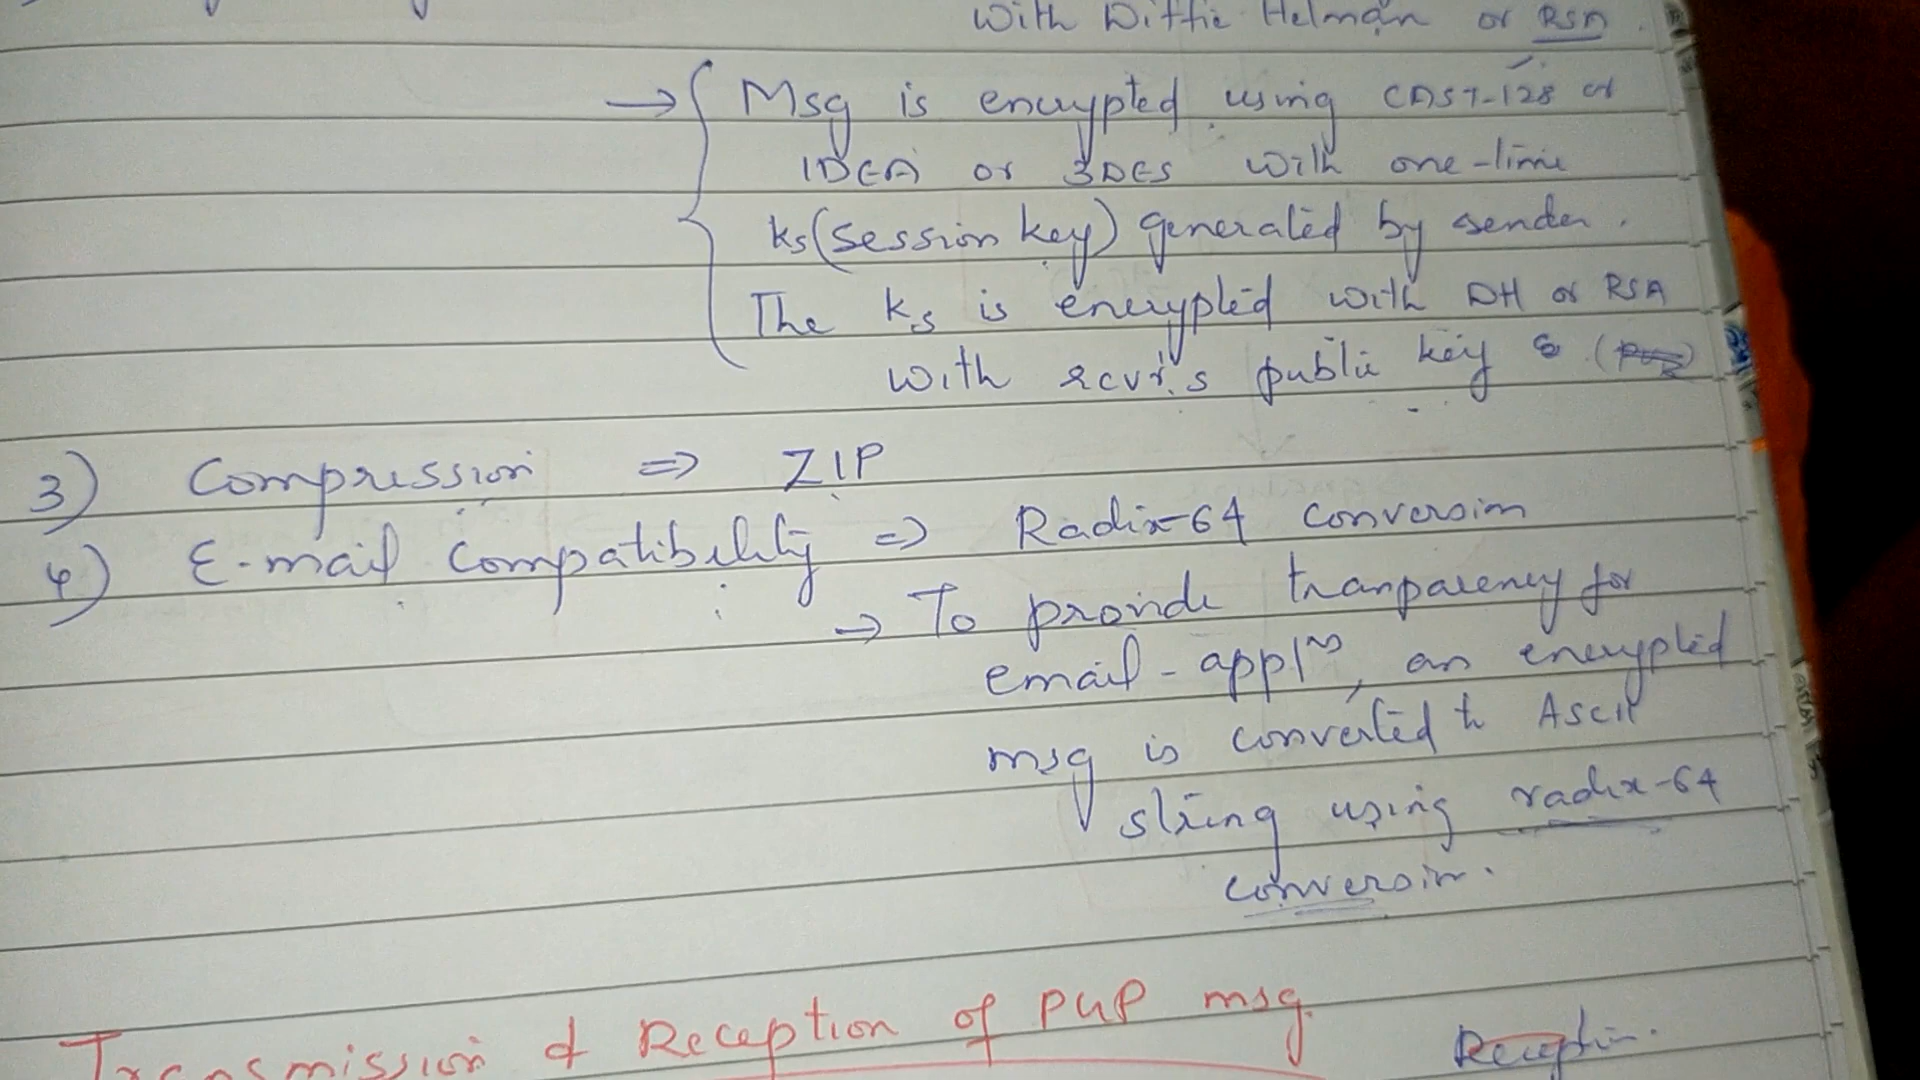 with Diffie Helman or RSA.
→ Msg is encrypted using CAST-128 or
IDEA or 3DES with one-time
ks (session key) generated by sender.
The ks is encrypted with DH or RSA
with rcvr's public key
3) Compression ⇒ ZIP
4) E-mail Compatibility ⇒ Radix-64 Conversion
→ To provide tranparency for
email-appln, an encrypted
msg is converted to Ascii
string using radix-64
conversion.
Transmission & Reception of PGP msg
Reception.